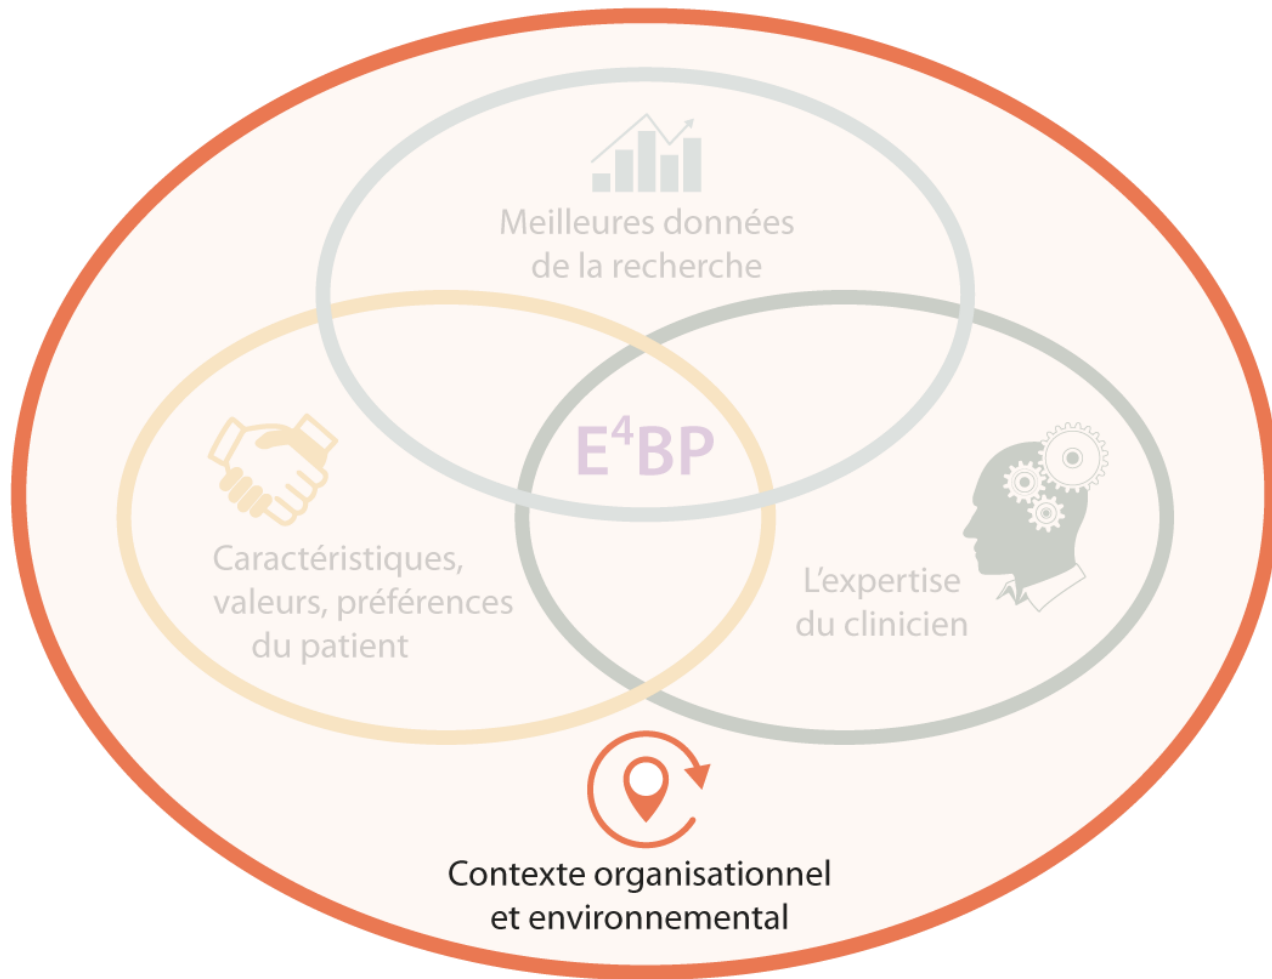 Meilleures données
de la recherche
E⁴BP
Caractéristiques,
valeurs, préférences
du patient
L'expertise
du clinicien
Contexte organisationnel
et environnemental